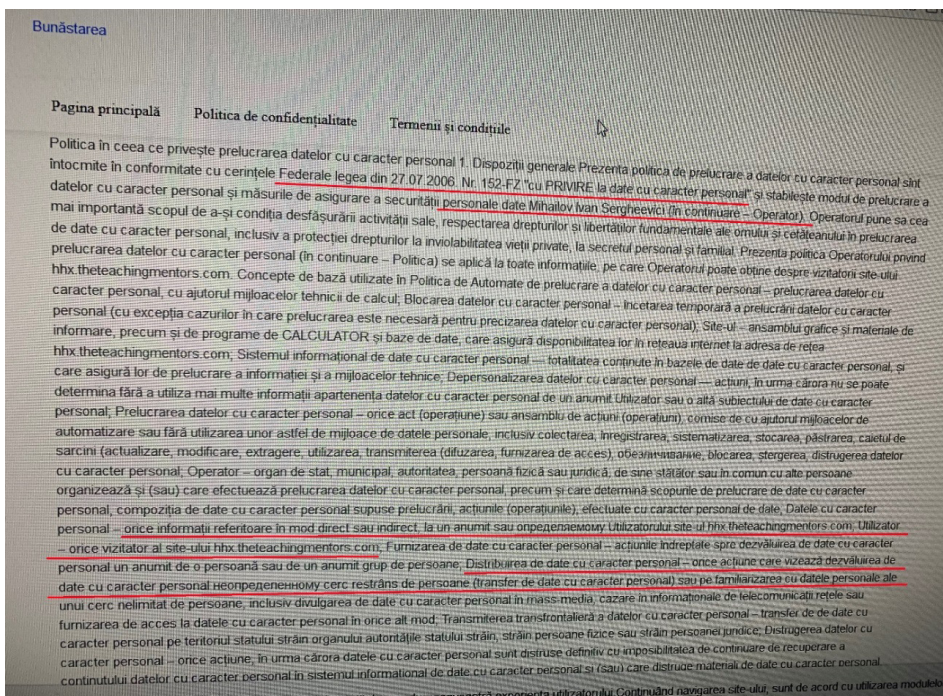 Bunăstarea
Pagina principală Politica de confidențialitate Termenii și condițiile
Politica în ceea ce privește prelucrarea datelor cu caracter personal 1. Dispoziții generale Prezenta politica de prelucrare a datelor cu caracter personal sînt
întocmite în conformitate cu cerințele Federale legea din 27.07.2006. Nr. 152-FZ "cu PRIVIRE la date cu caracter personal" și stabilește modul de prelucrare a
datelor cu caracter personal și măsurile de asigurare a securității personale date Mihailov Ivan Sergheevici (în continuare – Operator). Operatorul pune sa cea
mai importantă scopul de a-și condiția desfășurării activității sale, respectarea drepturilor și libertăților fundamentale ale omului și cetățeanului în prelucrarea
de date cu caracter personal, inclusiv a protecției drepturilor la inviolabilitatea vieții private, la secretul personal și familial. Prezenta politica Operatorului privind
prelucrarea datelor cu caracter personal (în continuare – Politica) se aplică la toate informațiile, pe care Operatorul poate obține despre vizitatorii site-ului
hhx.theteachingmentors.com. Concepte de bază utilizate în Politica de Automate de prelucrare a datelor cu caracter personal – prelucrarea datelor cu
caracter personal, cu ajutorul mijloacelor tehnicii de calcul; Blocarea datelor cu caracter personal – încetarea temporară a prelucrării datelor cu caracter
personal (cu excepția cazurilor în care prelucrarea este necesară pentru precizarea datelor cu caracter personal); Site-ul – ansamblul grafice și materiale de
informare, precum și de programe de CALCULATOR și baze de date, care asigură disponibilitatea lor în rețeaua internet la adresa de rețea
hhx.theteachingmentors.com; Sistemul informațional de date cu caracter personal — totalitatea conținute în bazele de date de date cu caracter personal, și
care asigură lor de prelucrare a informației și a mijloacelor tehnice; Depersonalizarea datelor cu caracter personal — acțiuni, în urma cărora nu se poate
determina fără a utiliza mai multe informații apartenența datelor cu caracter personal de un anumit Utilizator sau o altă subiectului de date cu caracter
personal; Prelucrarea datelor cu caracter personal – orice act (operațiune) sau ansamblu de acțiuni (operațiuni), comise de cu ajutorul mijloacelor de
automatizare sau fără utilizarea unor astfel de mijloace de datele personale, inclusiv colectarea, înregistrarea, sistematizarea, stocarea, păstrarea, caietul de
sarcini (actualizare, modificare, extragere, utilizarea, transmiterea (difuzarea, furnizarea de acces), обезличивание, blocarea, ștergerea, distrugerea datelor
cu caracter personal; Operator – organ de stat, municipal, autoritatea, persoană fizică sau juridică, de sine stătător sau în comun cu alte persoane
organizează și (sau) care efectuează prelucrarea datelor cu caracter personal, precum și care determină scopurile de prelucrare de date cu caracter
personal, compoziția de date cu caracter personal supuse prelucrării, acțiunile (operațiunile), efectuate cu caracter personal de date; Datele cu caracter
personal – orice informații referitoare în mod direct sau indirect, la un anumit sau определяемому Utilizatorului site-ul hhx.theteachingmentors.com; Utilizator
– orice vizitator al site-ului hhx.theteachingmentors.com; Furnizarea de date cu caracter personal – acțiunile îndreptate spre dezvăluirea de date cu caracter
personal un anumit de o persoană sau de un anumit grup de persoane; Distribuirea de date cu caracter personal – orice acțiune care vizează dezvăluirea de
date cu caracter personal неопределенному cerc restrâns de persoane (transfer de date cu caracter personal) sau pe familiarizarea cu datele personale ale
unui cerc nelimitat de persoane, inclusiv divulgarea de date cu caracter personal în mass-media, cazare în informaționale de telecomunicații rețele sau
furnizarea de acces la datele cu caracter personal în orice alt mod; Transmiterea transfrontalieră a datelor cu caracter personal – transfer de de date cu
caracter personal pe teritoriul statului străin organului autoritățile statului străin, străin persoane fizice sau străin persoanei juridice; Distrugerea datelor cu
caracter personal – orice acțiune, în urma cărora datele cu caracter personal sunt distruse definitiv cu imposibilitatea de continuare de recuperare a
conținutului datelor cu caracter personal în sistemul informațional de date cu caracter personal și (sau) care distruge materiali de date cu caracter personal
utilizatorului Continuând navigarea site-ului, sunt de acord cu utilizarea